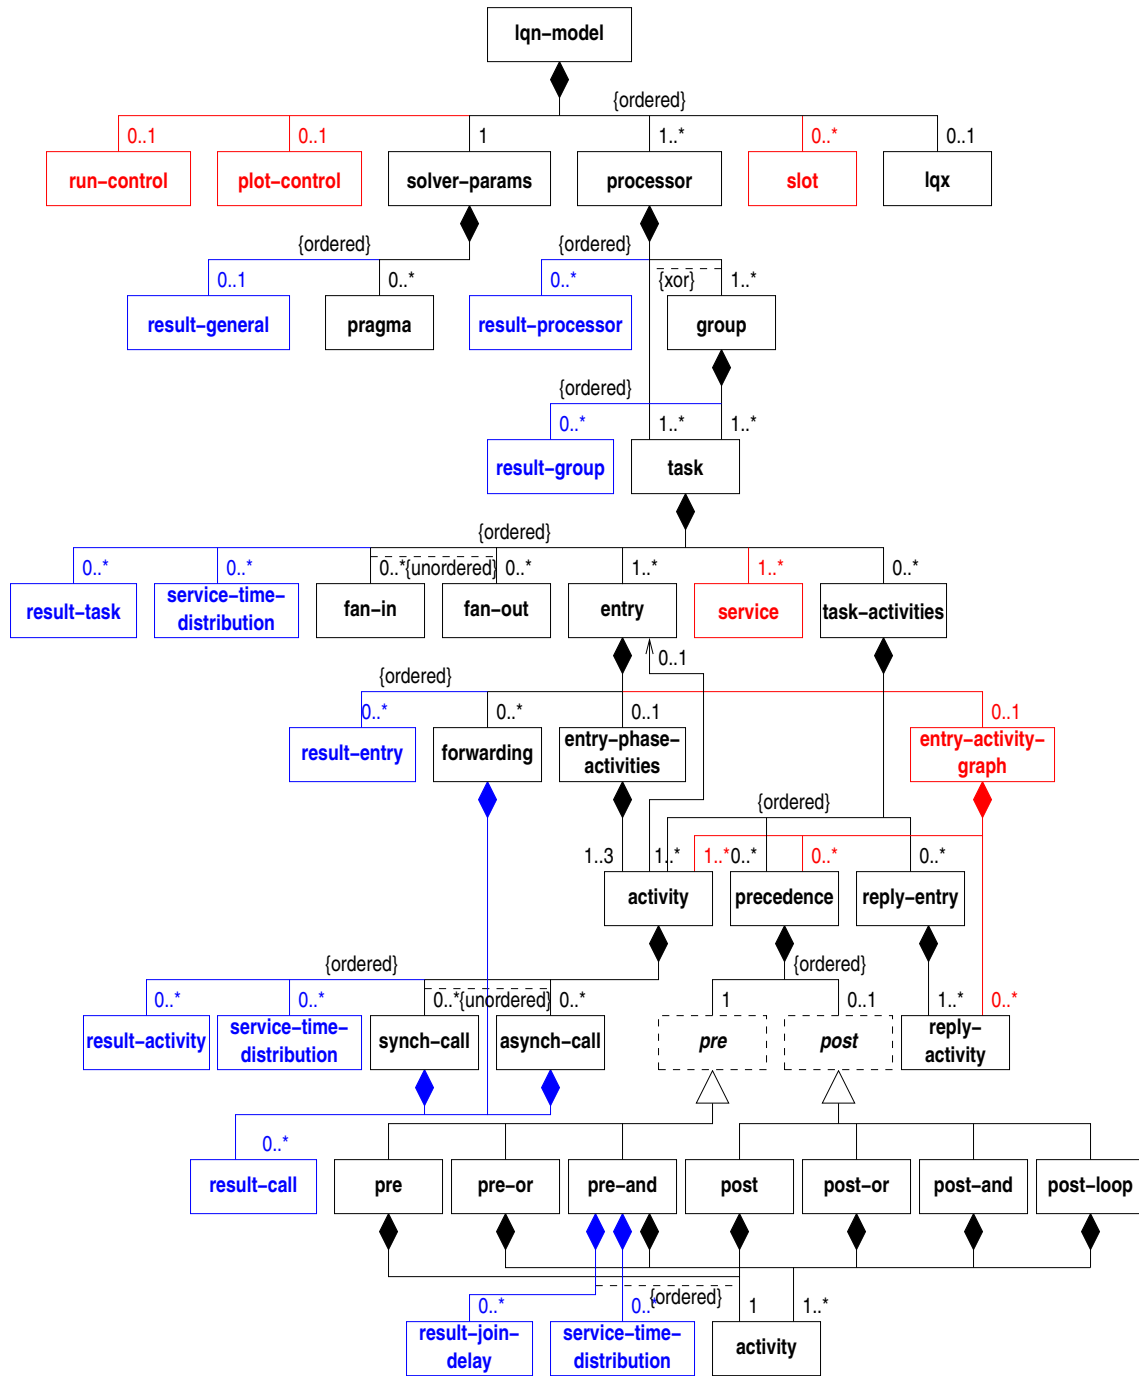 lqn−model
{ordered}
0..1 0..1 1 1..* 0..* 0..1
run−control plot−control solver−params processor slot lqx
{ordered} {ordered}
0..1 0..* 0..* {xor} 1..*
result−general pragma result−processor group
{ordered}
0..* 1..* 1..*
result−group task
{ordered}
0..* 0..* 0..* {unordered} 0..* 1..* 1..* 0..*
result−task service−time−distribution fan−in fan−out entry service task−activities
0..1
{ordered}
0..* 0..* 0..1 0..1
result−entry forwarding entry−phase−activities entry−activity−graph
{ordered}
1..3 1..* 1..* 0..* 0..* 0..*
activity precedence reply−entry
{ordered} {ordered}
0..* 0..* 0..* {unordered} 0..* 1 0..1 1..* 0..*
result−activity service−time−distribution synch−call asynch−call pre post reply−activity
0..*
result−call pre pre−or pre−and post post−or post−and post−loop
0..* 0..* {ordered} 1 1..*
result−join−delay service−time−distribution activity